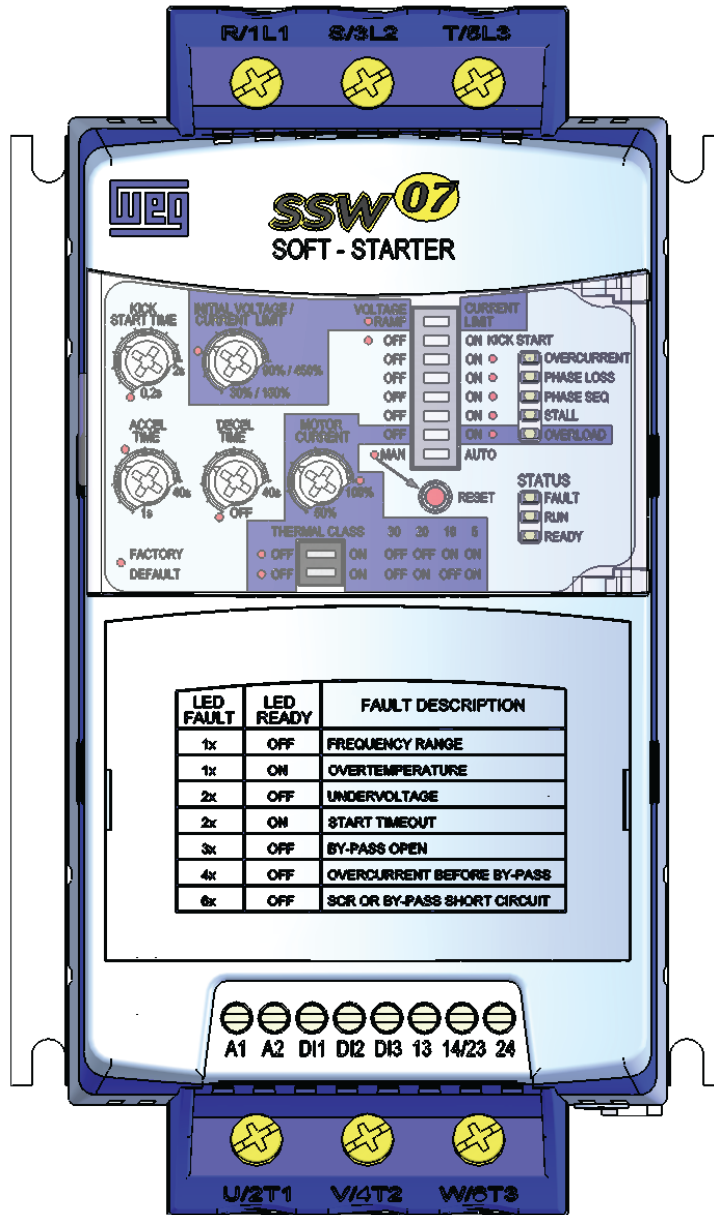 R/1L1 S/3L2 T/5L3
WEG
SSW 07
SOFT - STARTER
KICK
START TIME
2s
0,2s
INITIAL VOLTAGE /
CURRENT LIMIT
90% / 450%
30% / 150%
VOLTAGE
RAMP
CURRENT
LIMIT
OFF ON KICK START
OFF ON OVERCURRENT
OFF ON PHASE LOSS
OFF ON PHASE SEQ
OFF ON STALL
OFF ON OVERLOAD
MAN AUTO
RESET
ACCEL
TIME
40s
1s
DECEL
TIME
40s
OFF
MOTOR
CURRENT
100%
50%
STATUS
FAULT
RUN
READY
FACTORY
DEFAULT
THERMAL CLASS 30 20 10 5
OFF ON OFF OFF ON ON
OFF ON OFF ON OFF ON
LED FAULT LED READY FAULT DESCRIPTION
1x OFF FREQUENCY RANGE
1x ON OVERTEMPERATURE
2x OFF UNDERVOLTAGE
2x ON START TIMEOUT
3x OFF BY-PASS OPEN
4x OFF OVERCURRENT BEFORE BY-PASS
6x OFF SCR OR BY-PASS SHORT CIRCUIT
A1 A2 DI1 DI2 DI3 13 14/23 24
U/2T1 V/4T2 W/6T3